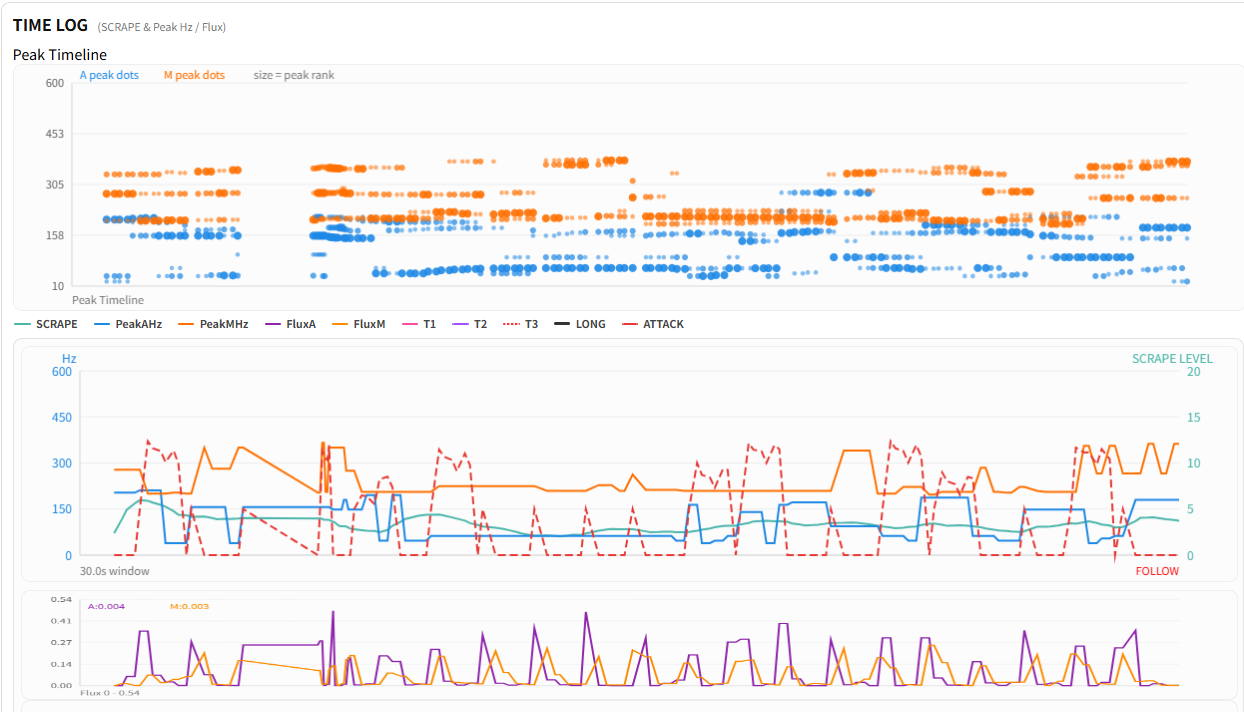 TIME LOG (SCRAPE & Peak Hz / Flux)
Peak Timeline
A peak dots M peak dots size = peak rank
600
453
305
158
10
Peak Timeline
SCRAPE PeakAHz PeakMHz FluxA FluxM T1 T2 T3 LONG ATTACK
Hz SCRAPE LEVEL
600 20
450 15
300 10
150 5
0 0
30.0s window FOLLOW
0.54 A:0.004 M:0.003
0.41
0.27
0.14
0.00
Flux 0 - 0.54